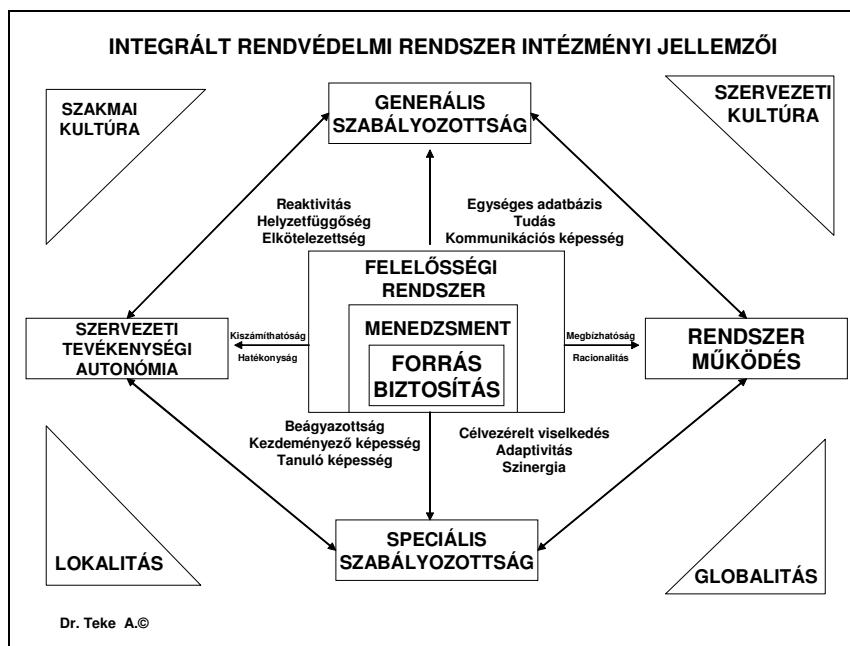 INTEGRÁLT RENDVÉDELMI RENDSZER INTÉZMÉNYI JELLEMZŐI
SZAKMAI
KULTÚRA
GENERÁLIS
SZABÁLYOZOTTSÁG
SZERVEZETI
KULTÚRA
Reaktivitás
Helyzetfüggőség
Elkötelezettség
Egységes adatbázis
Tudás
Kommunikációs képesség
FELELŐSSÉGI
RENDSZER
MENEDZSMENT
FORRÁS
BIZTOSÍTÁS
SZERVEZETI
TEVÉKENYSÉGI
AUTONÓMIA
Kiszámíthatóság
Hatékonyság
Megbízhatóság
Racionalitás
RENDSZER
MŰKÖDÉS
Beágyazottság
Kezdeményező képesség
Tanuló képesség
Célvezérelt viselkedés
Adaptivitás
Szinergia
LOKALITÁS
SPECIÁLIS
SZABÁLYOZOTTSÁG
GLOBALITÁS
Dr. Teke A.©